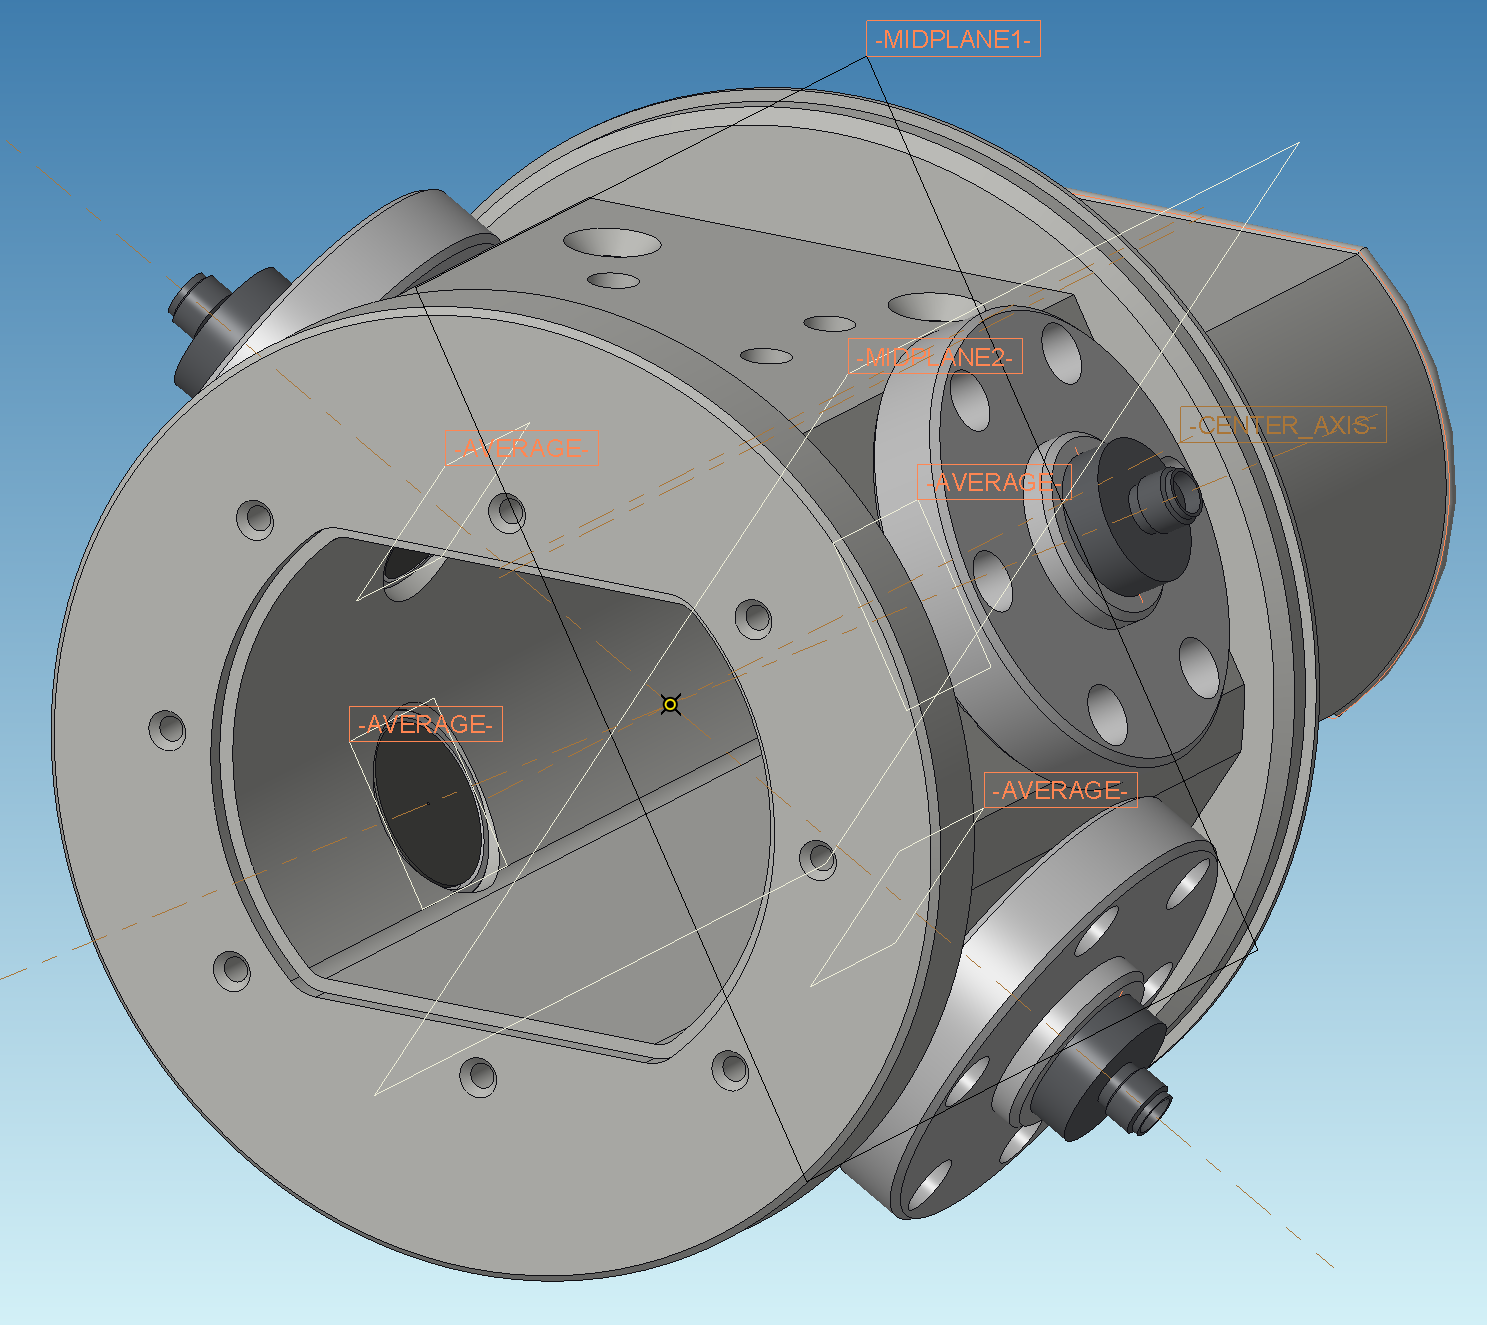 -MIDPLANE1-
-MIDPLANE2-
-CENTER_AXIS-
-AVERAGE-
-AVERAGE-
-AVERAGE-
-AVERAGE-